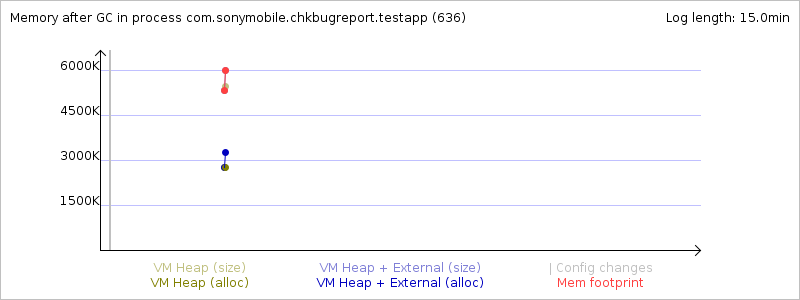 Memory after GC in process com.sonymobile.chkbugreport.testapp (636) Log length: 15.0min
6000K
4500K
3000K
1500K
VM Heap (size) VM Heap + External (size) | Config changes
VM Heap (alloc) VM Heap + External (alloc) Mem footprint